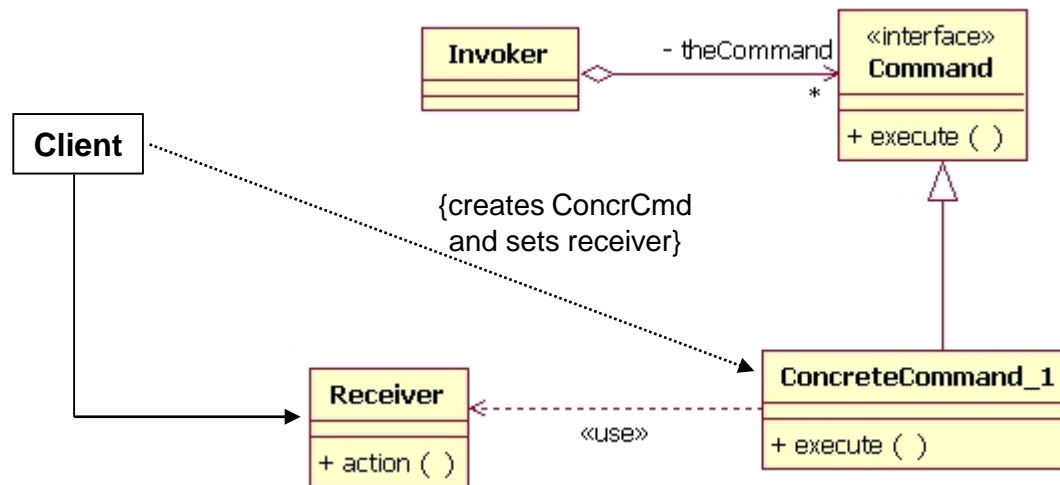 Invoker
- theCommand
*
«interface»
Command
+ execute ( )
Client
{creates ConcrCmd
and sets receiver}
Receiver
+ action ( )
«use»
ConcreteCommand_1
+ execute ( )